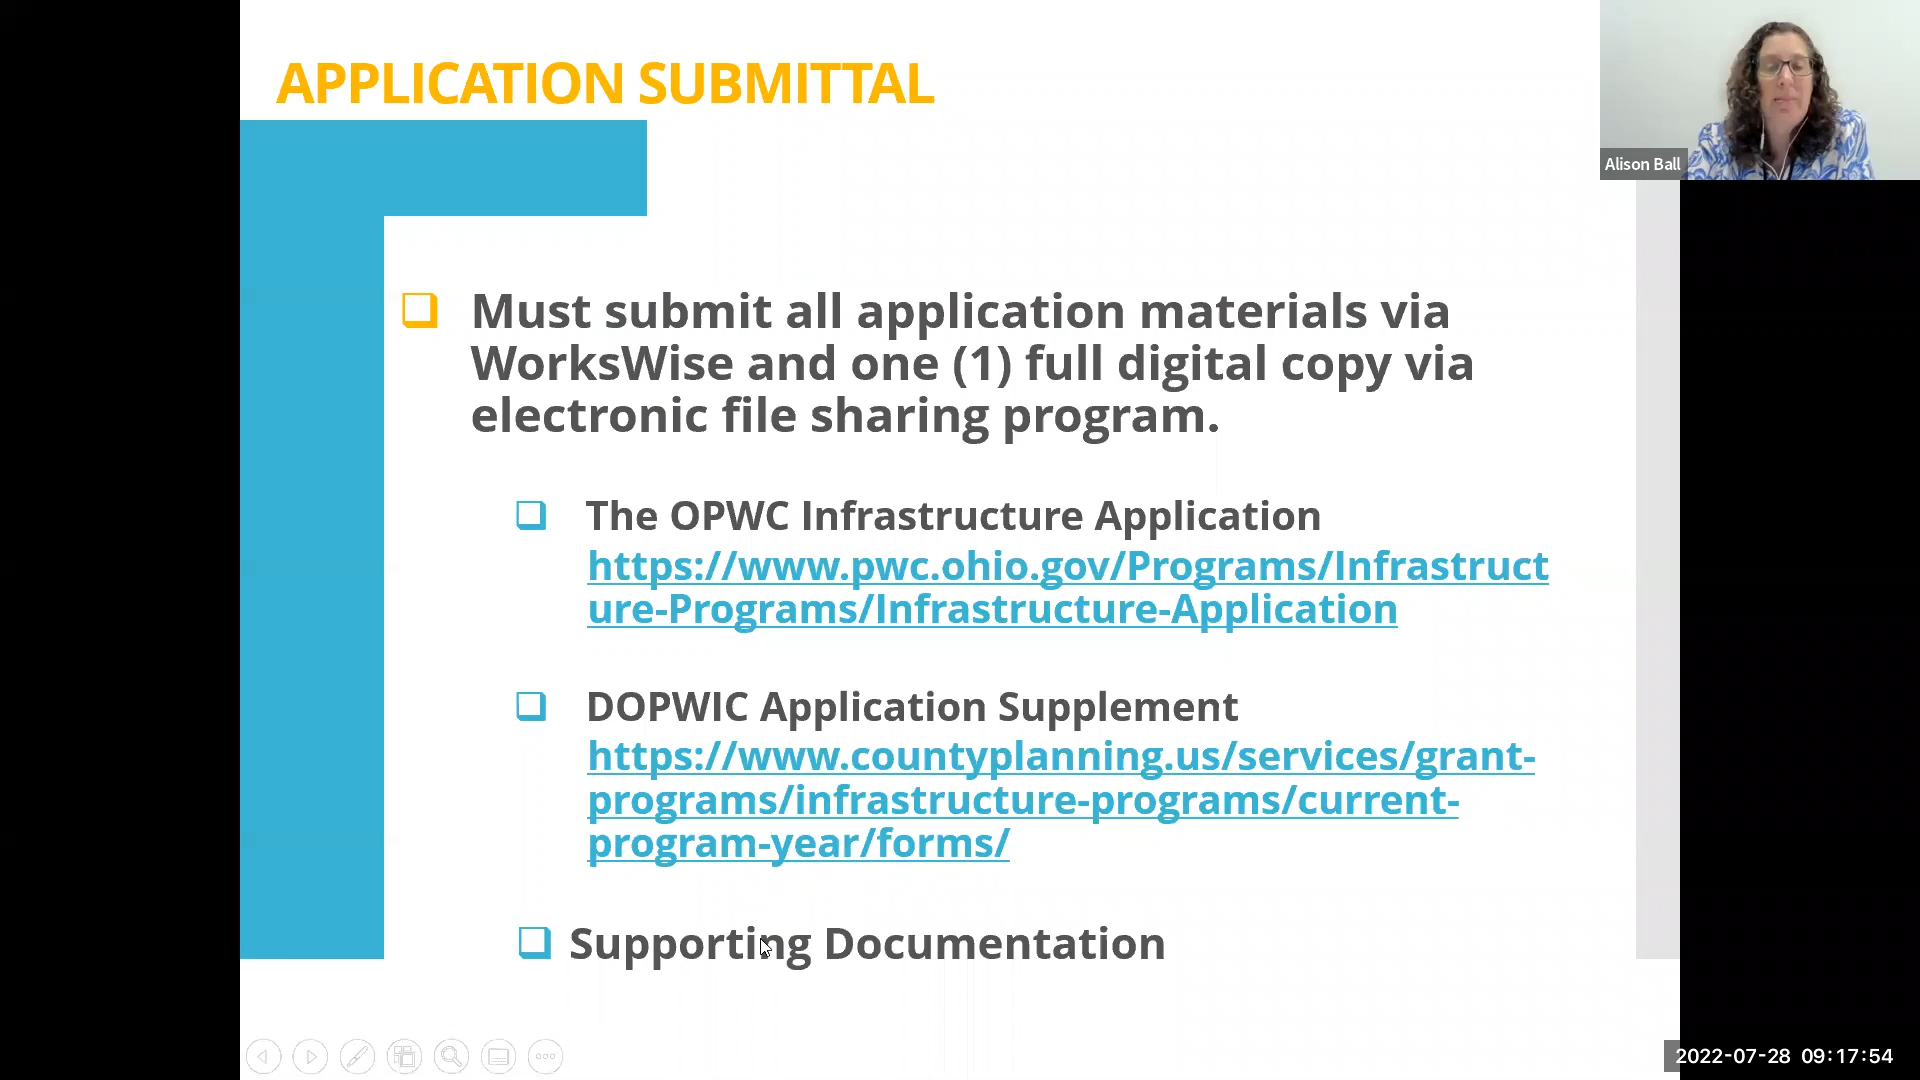 APPLICATION SUBMITTAL
Alison Ball
Must submit all application materials via
WorksWise and one (1) full digital copy via
electronic file sharing program.
The OPWC Infrastructure Application
https://www.pwc.ohio.gov/Programs/Infrastruct
ure-Programs/Infrastructure-Application
DOPWIC Application Supplement
https://www.countyplanning.us/services/grant-
programs/infrastructure-programs/current-
program-year/forms/
Supporting Documentation
2022-07-28 09:17:54